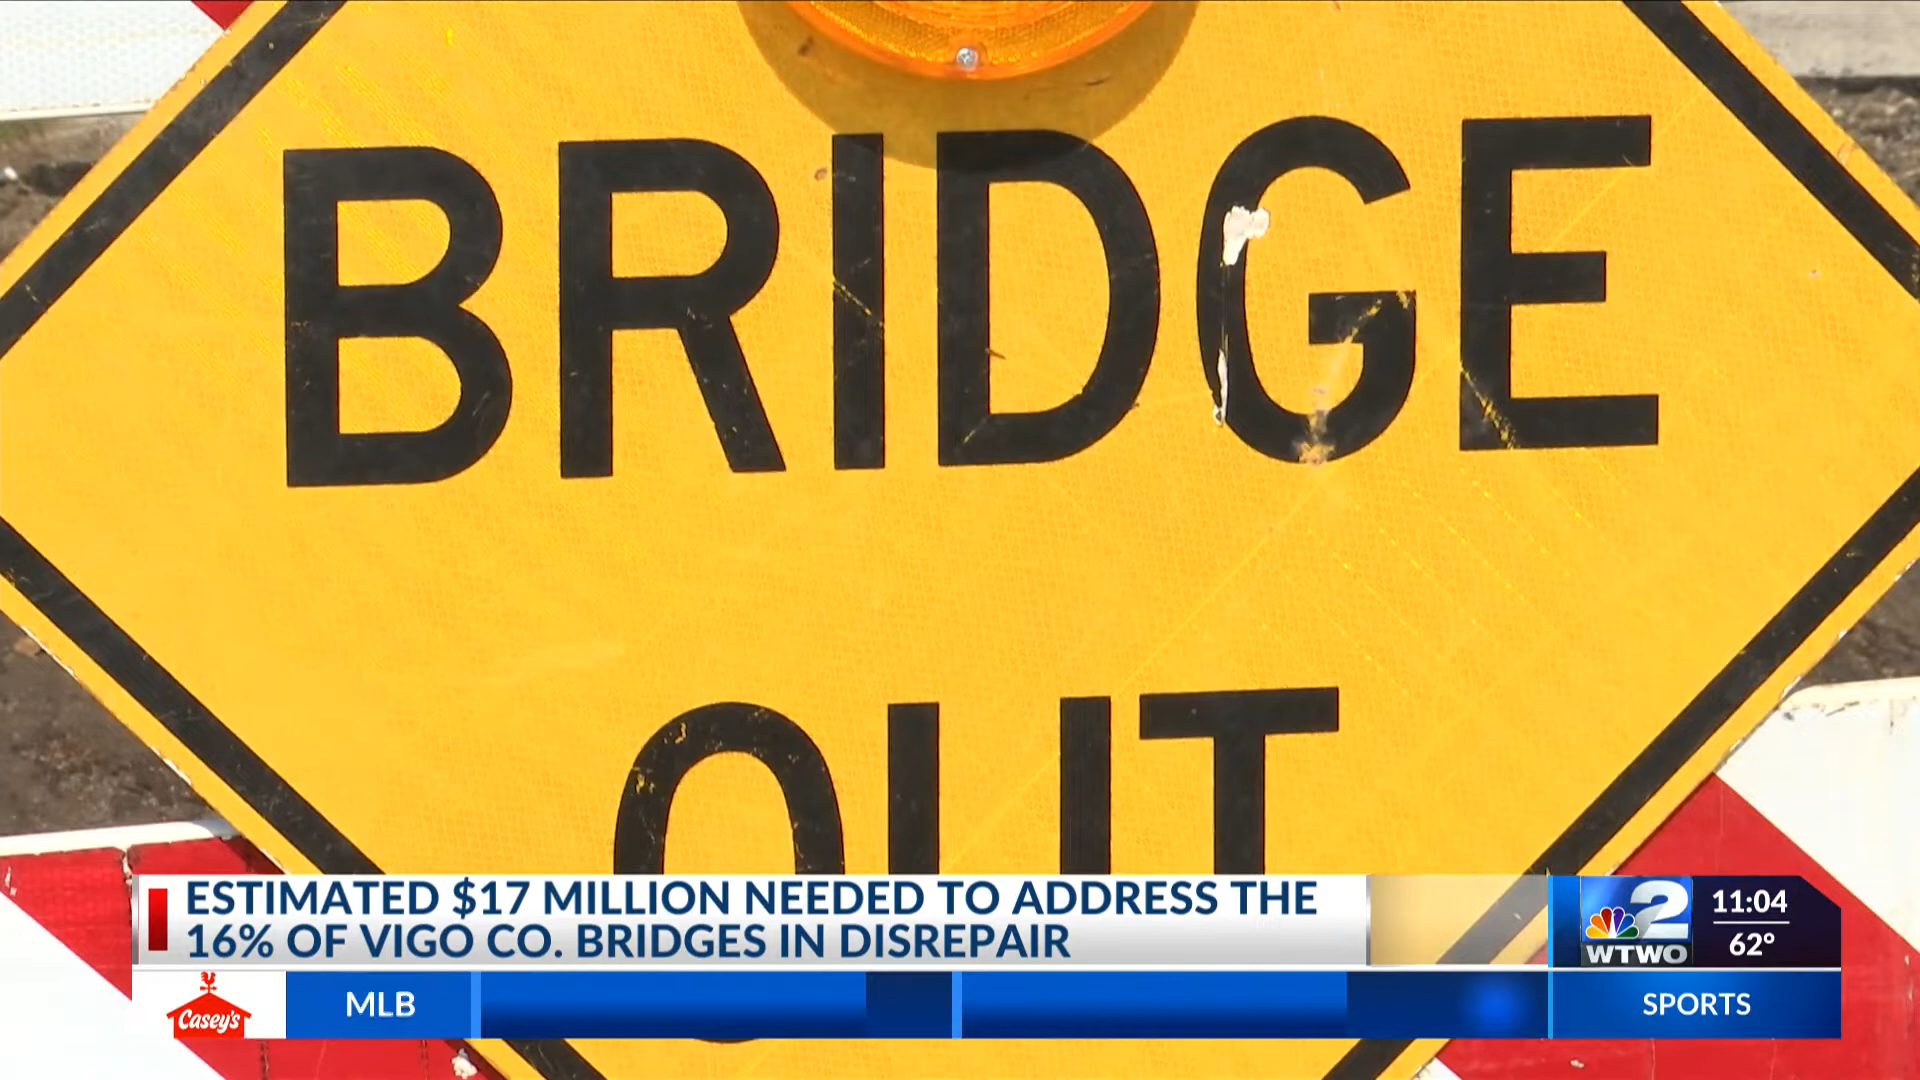 BRIDGE
OUT
ESTIMATED $17 MILLION NEEDED TO ADDRESS THE
16% OF VIGO CO. BRIDGES IN DISREPAIR
2
WTWO
11:04
62°
Casey's
MLB
SPORTS